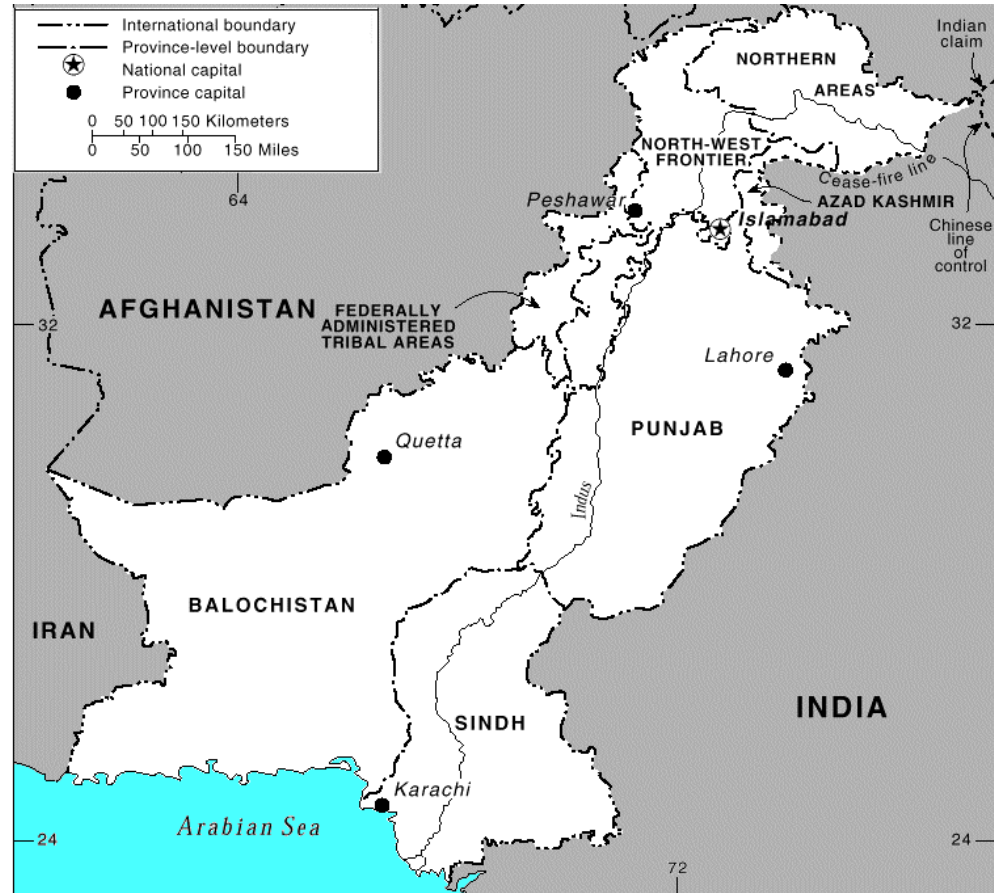 International boundary
Province-level boundary
National capital
Province capital
0 50 100 150 Kilometers
0 50 100 150 Miles
Indian
claim
NORTHERN
AREAS
NORTH-WEST
FRONTIER
Cease-fire line
64
Peshawar
AZAD KASHMIR
Islamabad
Chinese
line
of
control
AFGHANISTAN
FEDERALLY
ADMINISTERED
TRIBAL AREAS
32
32
Lahore
PUNJAB
Quetta
Indus
BALOCHISTAN
IRAN
INDIA
SINDH
Karachi
Arabian Sea
24
24
72